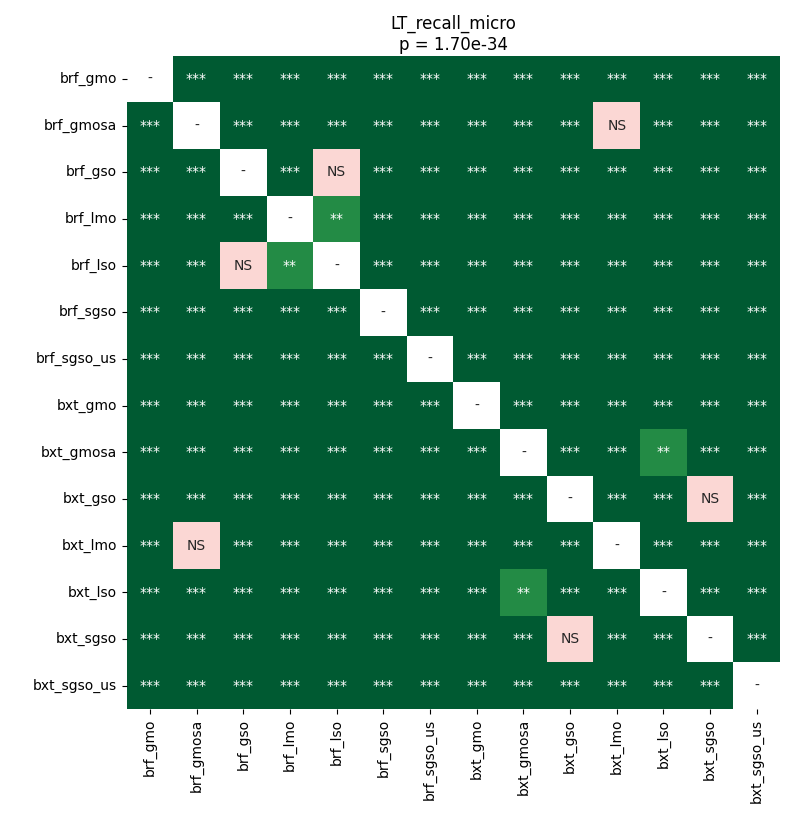 LT_recall_micro
p = 1.70e-34
brf_gmo - *** *** *** *** *** *** *** *** *** *** *** *** ***
brf_gmosa *** - *** *** *** *** *** *** *** *** NS *** *** ***
brf_gso *** *** - *** NS *** *** *** *** *** *** *** *** ***
brf_lmo *** *** *** - ** *** *** *** *** *** *** *** *** ***
brf_lso *** *** NS ** - *** *** *** *** *** *** *** *** ***
brf_sgso *** *** *** *** *** - *** *** *** *** *** *** *** ***
brf_sgso_us *** *** *** *** *** *** - *** *** *** *** *** *** ***
bxt_gmo *** *** *** *** *** *** *** - *** *** *** *** *** ***
bxt_gmosa *** *** *** *** *** *** *** *** - *** *** ** *** ***
bxt_gso *** *** *** *** *** *** *** *** *** - *** *** NS ***
bxt_lmo *** NS *** *** *** *** *** *** *** *** - *** *** ***
bxt_lso *** *** *** *** *** *** *** *** ** *** *** - *** ***
bxt_sgso *** *** *** *** *** *** *** *** *** NS *** *** - ***
bxt_sgso_us *** *** *** *** *** *** *** *** *** *** *** *** *** -
brf_gmo
brf_gmosa
brf_gso
brf_lmo
brf_lso
brf_sgso
brf_sgso_us
bxt_gmo
bxt_gmosa
bxt_gso
bxt_lmo
bxt_lso
bxt_sgso
bxt_sgso_us